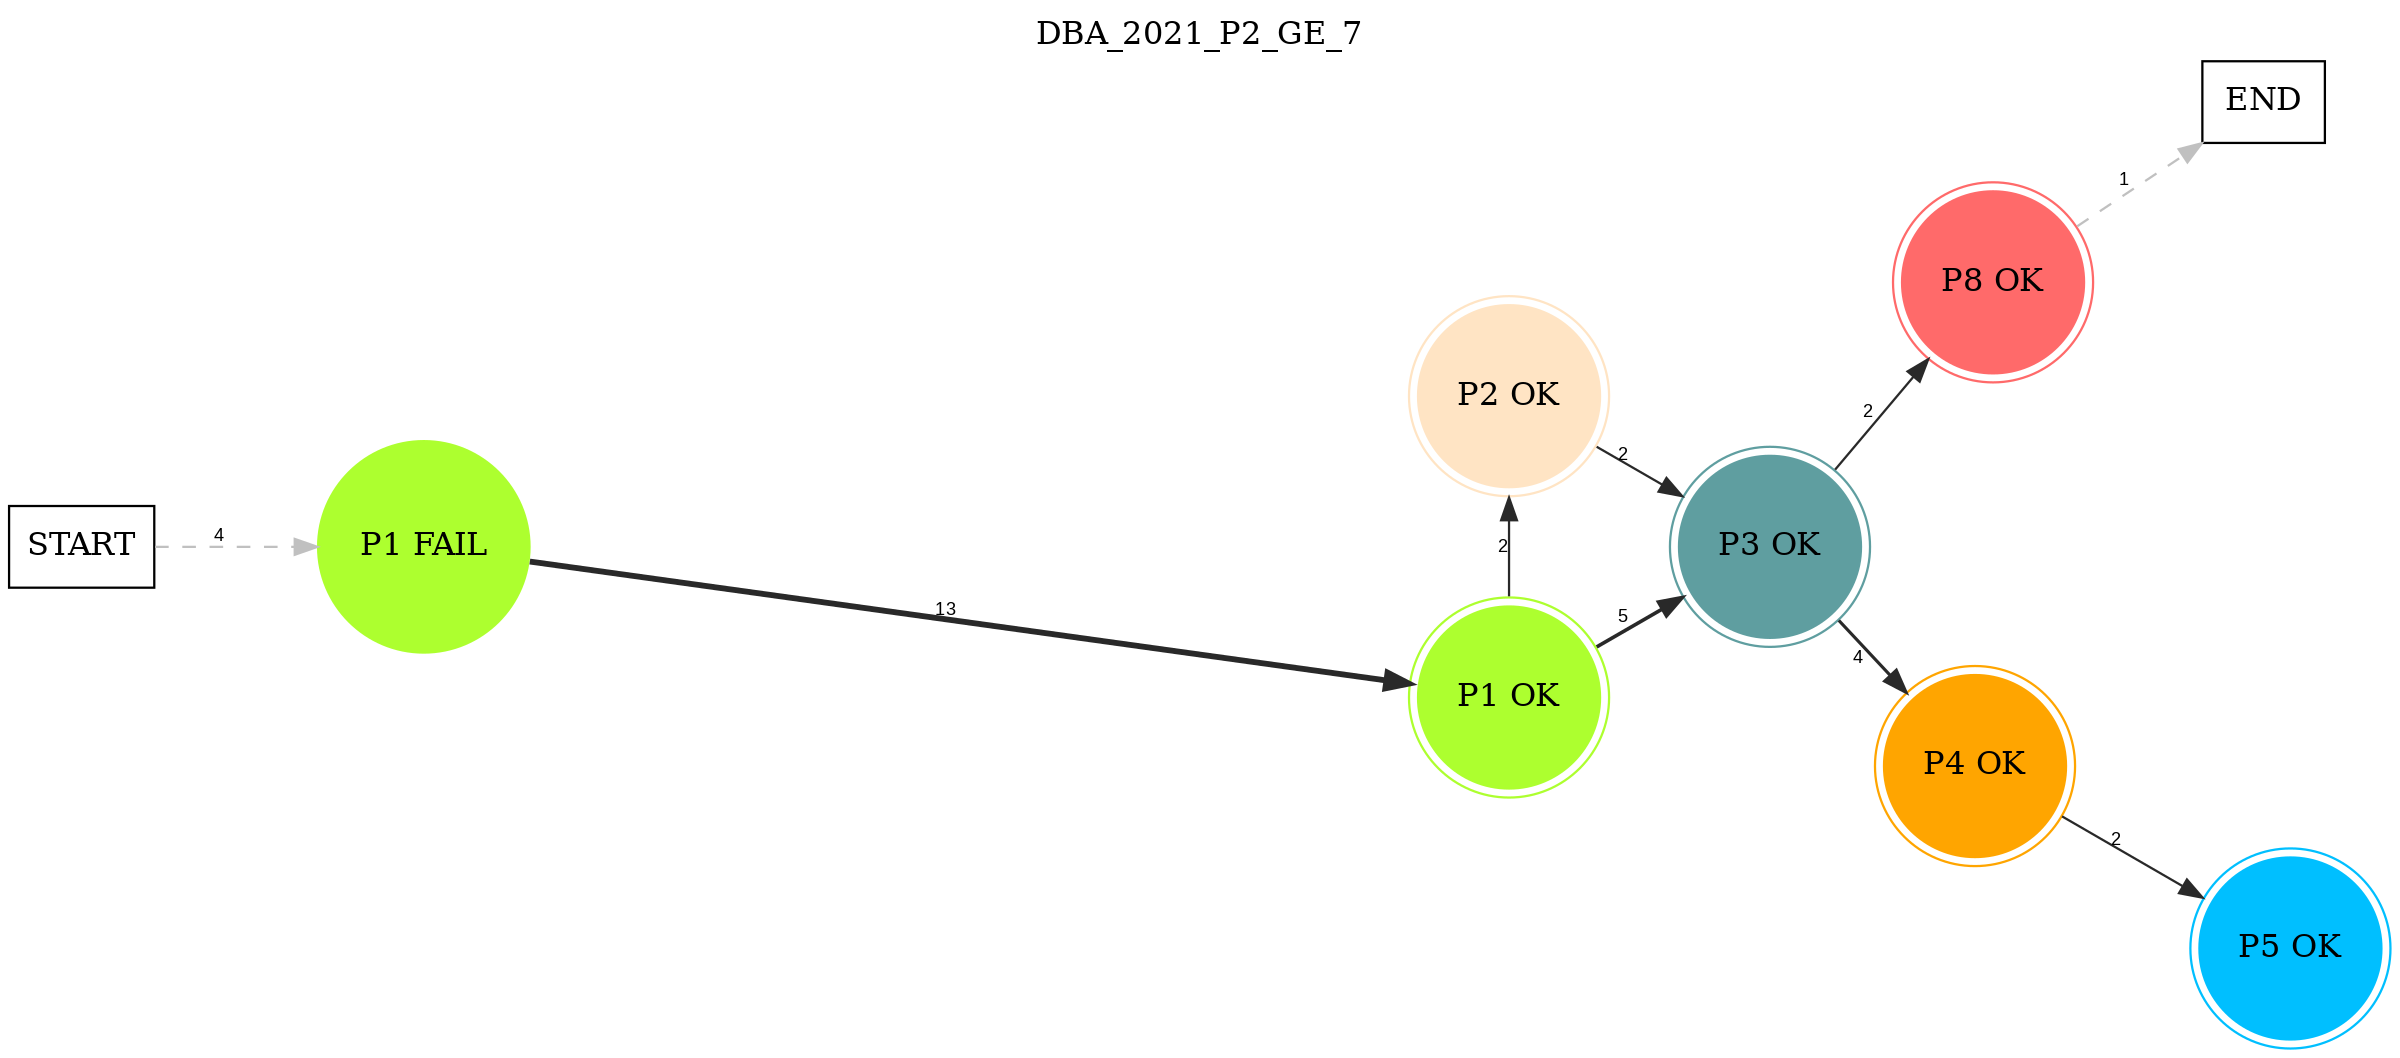 DBA_2021_P2_GE_7
END
1
P8 OK
2
P2 OK
2
START
4
P1 FAIL
2
P3 OK
13
5
4
P1 OK
P4 OK
2
P5 OK